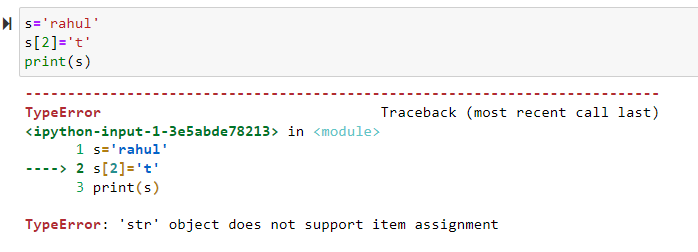 s='rahul'
s[2]='t'
print(s)
---------------------------------------------------------------------------
TypeError                                 Traceback (most recent call last)
<ipython-input-1-3e5abde78213> in <module>
      1 s='rahul'
----> 2 s[2]='t'
      3 print(s)
TypeError: 'str' object does not support item assignment